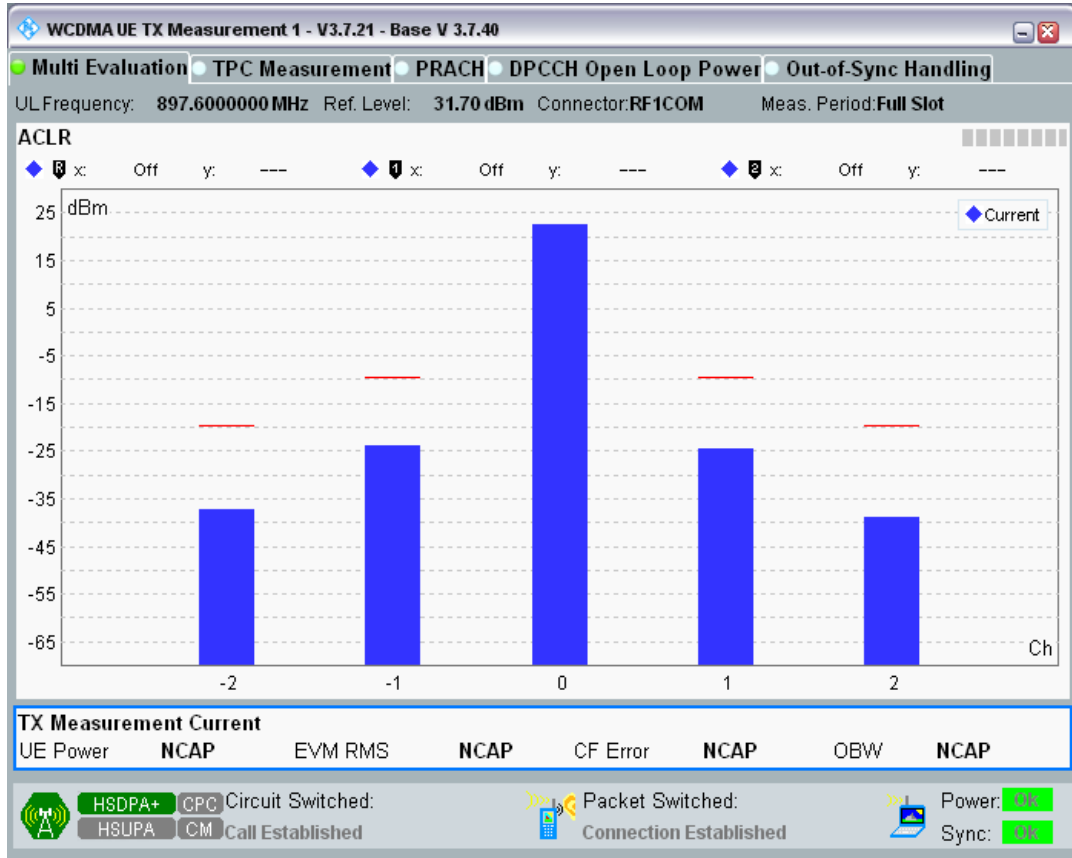 WCDMA UE TX Measurement 1 - V3.7.21 - Base V 3.7.40
Multi Evaluation TPC Measurement PRACH DPCCH Open Loop Power Out-of-Sync Handling
UL Frequency: 897.6000000 MHz Ref. Level: 31.70 dBm Connector:RF1COM Meas. Period:Full Slot
ACLR
R x: Off y: --- 1 x: Off y: --- 2 x: Off y: ---
dBm
Current
25
15
5
-5
-15
-25
-35
-45
-55
-65
Ch
-2 -1 0 1 2
TX Measurement Current
UE Power NCAP EVM RMS NCAP CF Error NCAP OBW NCAP
HSDPA+ CPC Circuit Switched: Packet Switched: Power: Ok
HSUPA CM Call Established Connection Established Sync: Ok